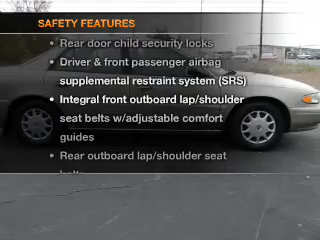 SAFETY FEATURES
• Rear door child security locks
• Driver & front passenger airbag
supplemental restraint system (SRS)
• Integral front outboard lap/shoulder
seat belts w/adjustable comfort
guides
• Rear outboard lap/shoulder seat
belts